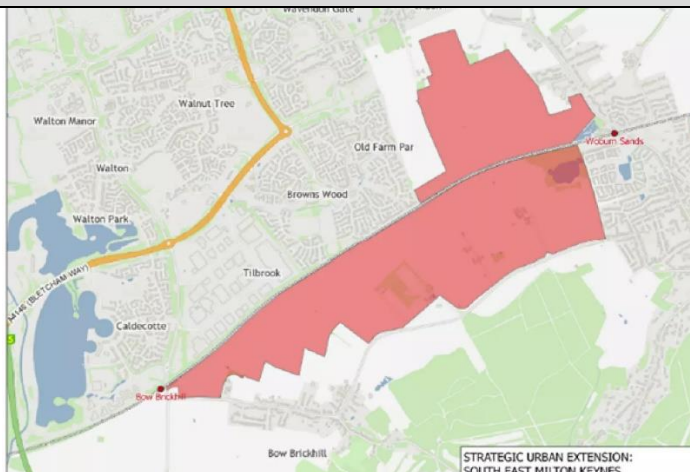 Wavendon Gate
Walnut Tree
Walton Manor
Old Farm Par
Woburn Sands
Walton
Browns Wood
Walton Park
Tilbrook
A4146 (BLETCHAM WAY)
Caldecotte
Bow Brickhill
Bow Brickhill
STRATEGIC URBAN EXTENSION:
SOUTH EAST MILTON KEYNES